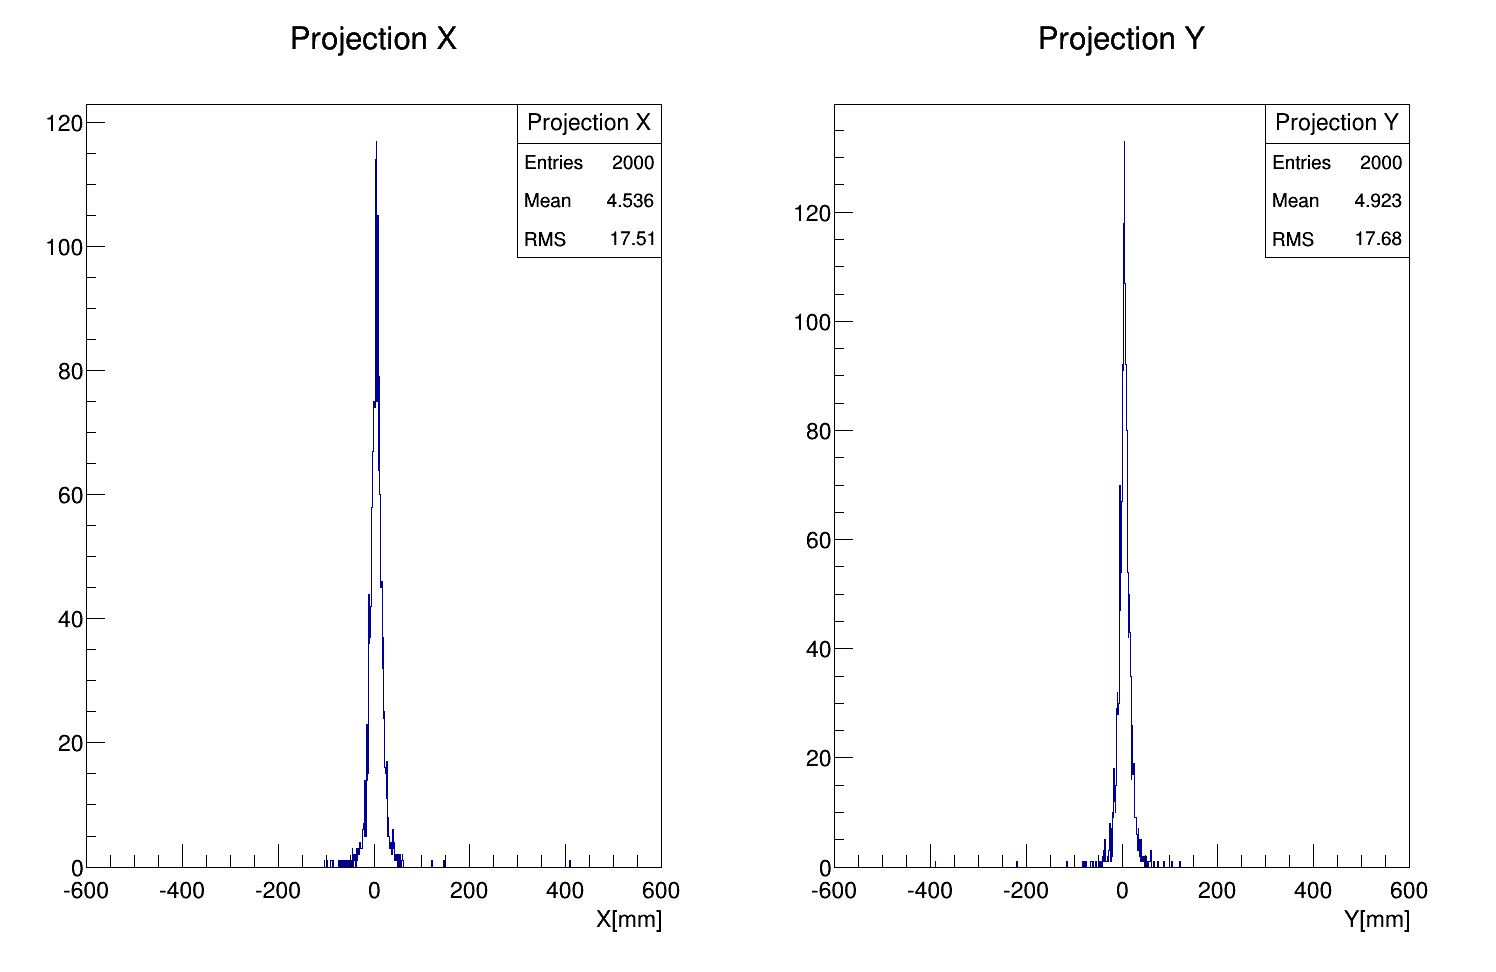 Projection X
Projection X
Entries 2000
Mean 4.536
RMS 17.51
120
100
80
60
40
20
0
-600 -400 -200 0 200 400 600
X[mm]
Projection Y
Projection Y
Entries 2000
Mean 4.923
RMS 17.68
120
100
80
60
40
20
0
-600 -400 -200 0 200 400 600
Y[mm]